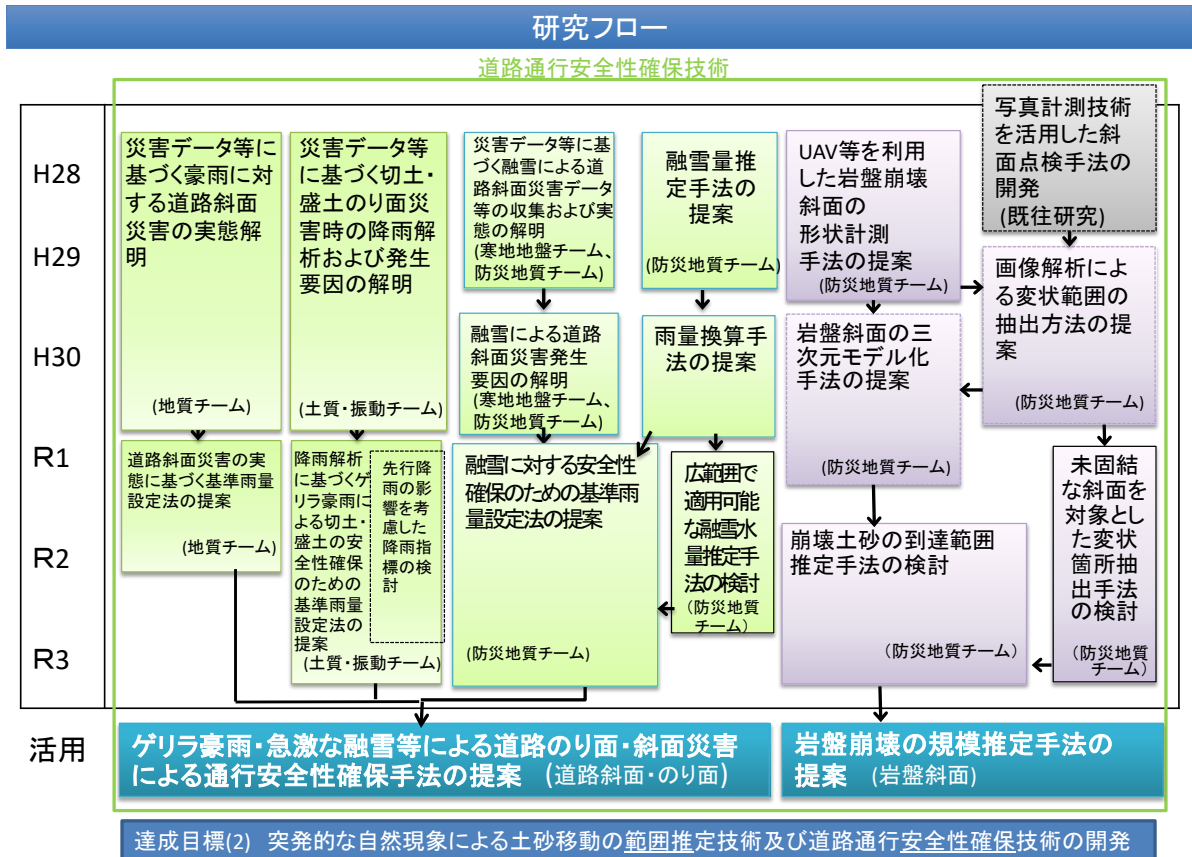 研究フロー
道路通行安全性確保技術
H28
H29
H30
R1
R2
R3
活用
災害データ等に
基づく豪雨に対
する道路斜面
災害の実態解
明
(地質チーム)
災害データ等
に基づく切土・
盛土のり面災
害時の降雨解
析および発生
要因の解明
(土質・振動チーム)
災害データ等に基
づく融雪による道
路斜面災害データ
等の収集および実
態の解明
(寒地地盤チーム、
防災地質チーム)
融雪量推
定手法の
提案
(防災地質チーム)
UAV等を利用
した岩盤崩壊
斜面の
形状計測
手法の提案
(防災地質チーム)
写真計測技術
を活用した斜
面点検手法の
開発
(既往研究)
画像解析によ
る変状範囲の
抽出方法の提
案
(防災地質チーム)
融雪による道路
斜面災害発生
要因の解明
(寒地地盤チーム、
防災地質チーム)
雨量換算手
法の提案
岩盤斜面の三
次元モデル化
手法の提案
(防災地質チーム)
道路斜面災害の実
態に基づく基準雨量
設定法の提案
(地質チーム)
降雨解析
に基づくゲ
リラ豪雨に
よる切土・
盛土の安
全性確保
のための
基準雨量
設定法の
提案
(土質・振動チーム)
先行降
雨の影
響を考
慮した
降雨指
標の検
討
融雪に対する安全性
確保のための基準雨
量設定法の提案
(防災地質チーム)
広範囲で
適用可能
な融雪水
量推定手
法の検討
(防災地質
チーム)
崩壊土砂の到達範囲
推定手法の検討
(防災地質チーム)
未固結
な斜面を
対象とし
た変状
箇所抽
出手法
の検討
(防災地質
チーム)
ゲリラ豪雨・急激な融雪等による道路のり面・斜面災害
による通行安全性確保手法の提案 (道路斜面・のり面)
岩盤崩壊の規模推定手法の
提案 (岩盤斜面)
達成目標(2) 突発的な自然現象による土砂移動の範囲推定技術及び道路通行安全性確保技術の開発